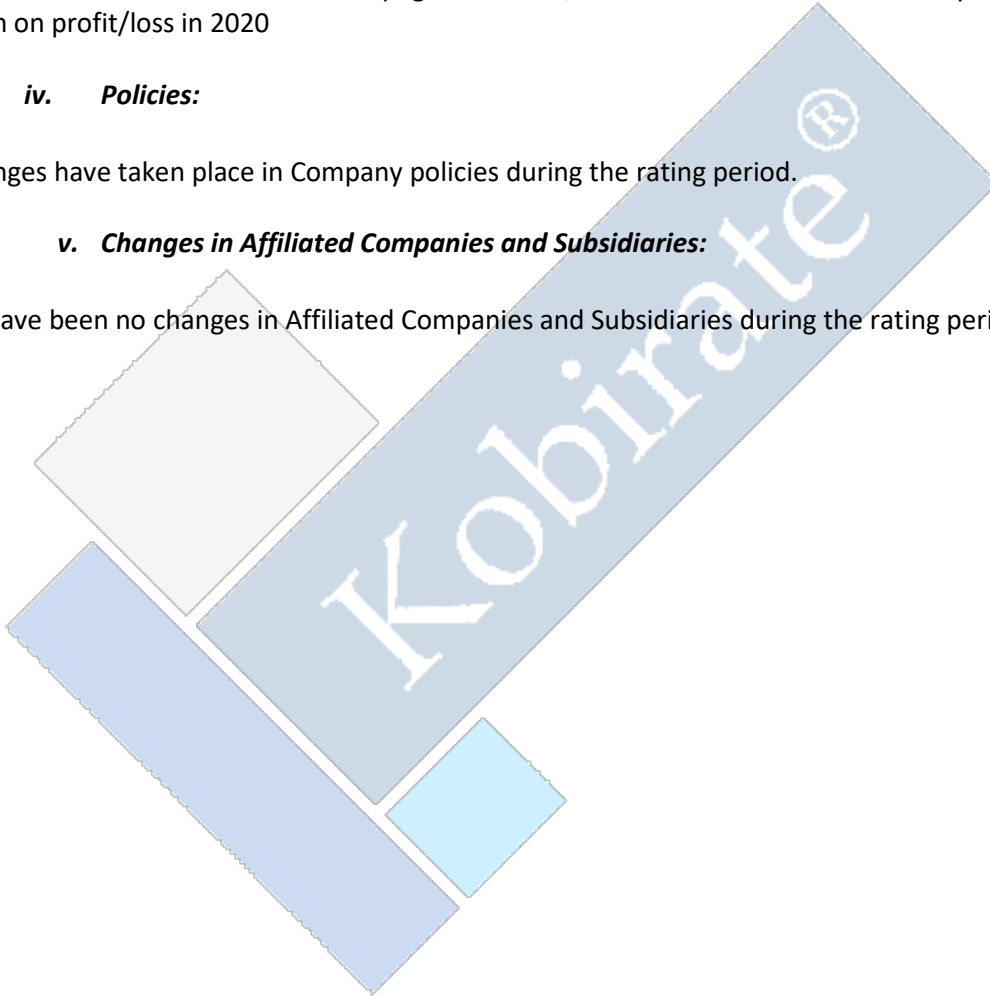 n on profit/loss in 2020
iv. Policies:
nges have taken place in Company policies during the rating period.
v. Changes in Affiliated Companies and Subsidiaries:
ave been no changes in Affiliated Companies and Subsidiaries during the rating peri
Kobirate®